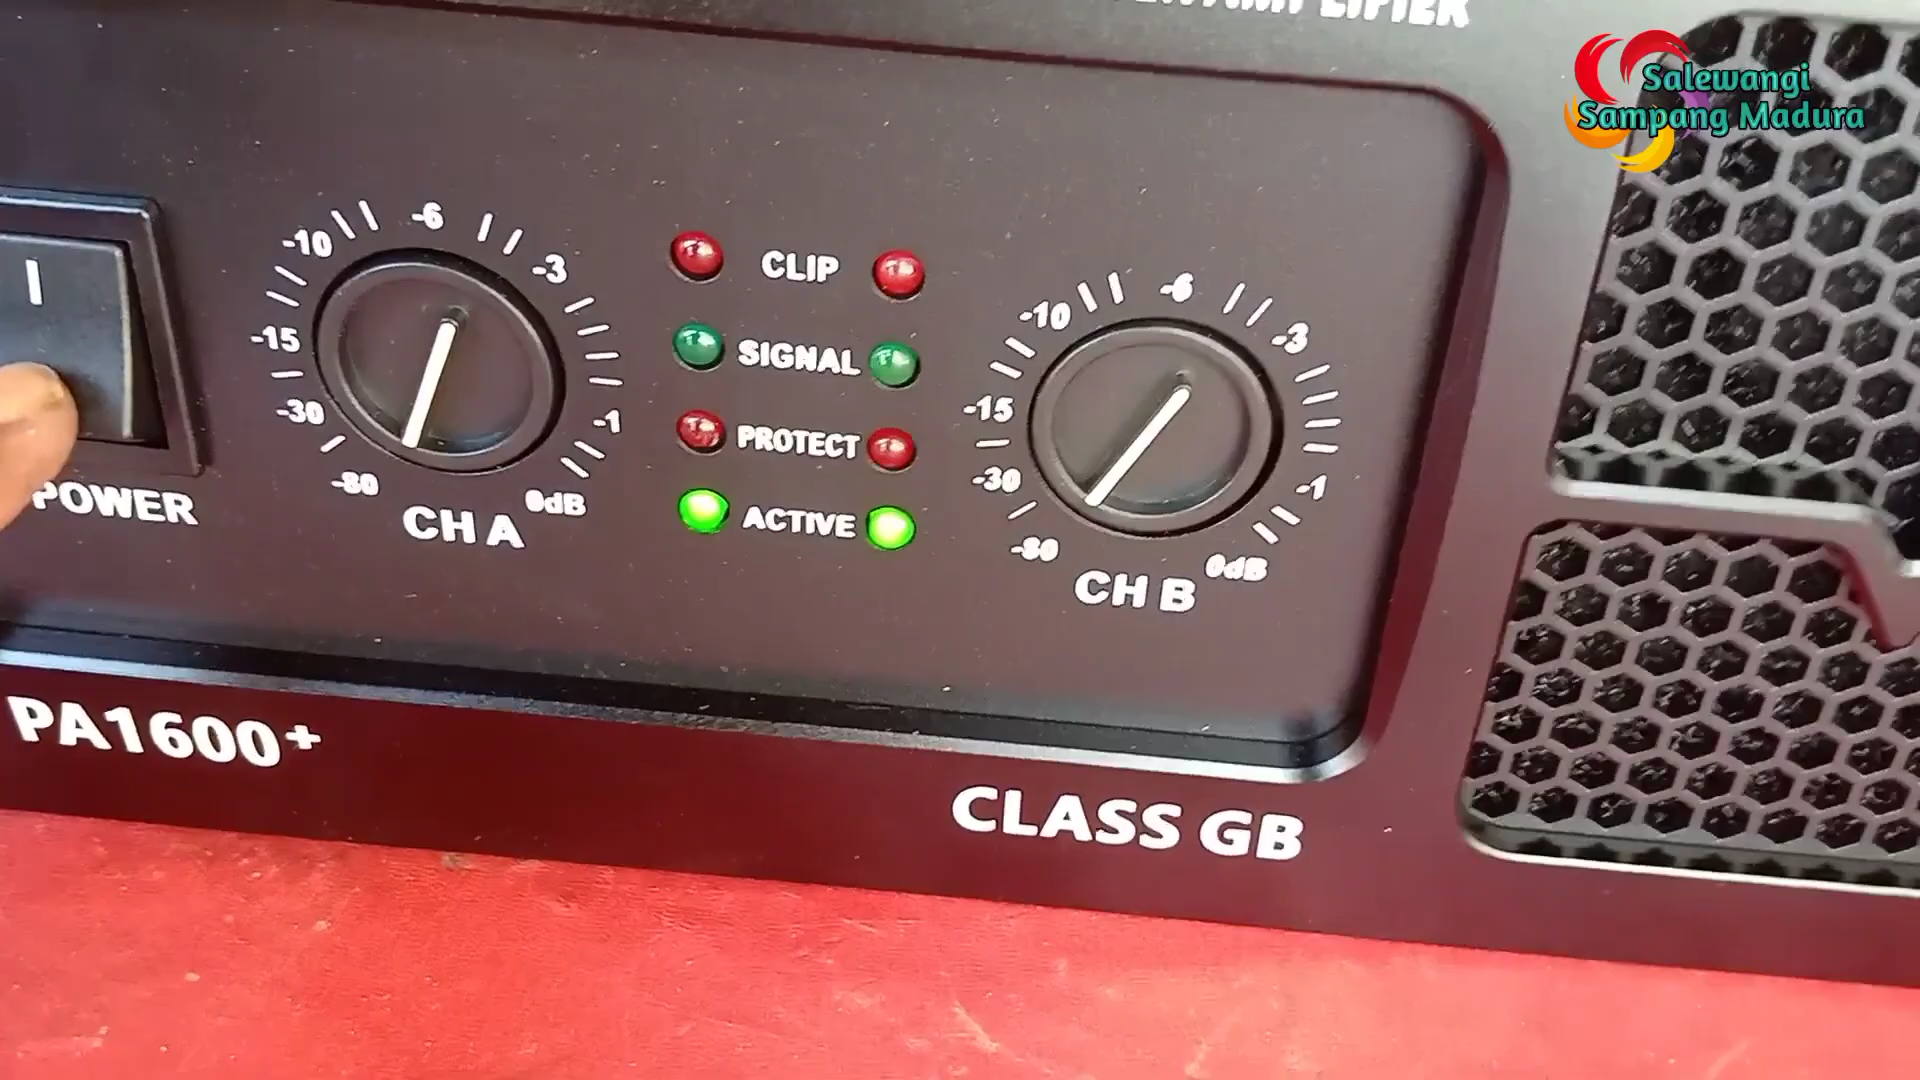 Salewangi
Sampang Madura
-10 -6 -3
-15
-30 -1
-80 0dB
CH A
CLIP
SIGNAL
PROTECT
ACTIVE
-10 -6 -3
-15
-30 -1
-80 0dB
CH B
POWER
PA1600+
CLASS GB